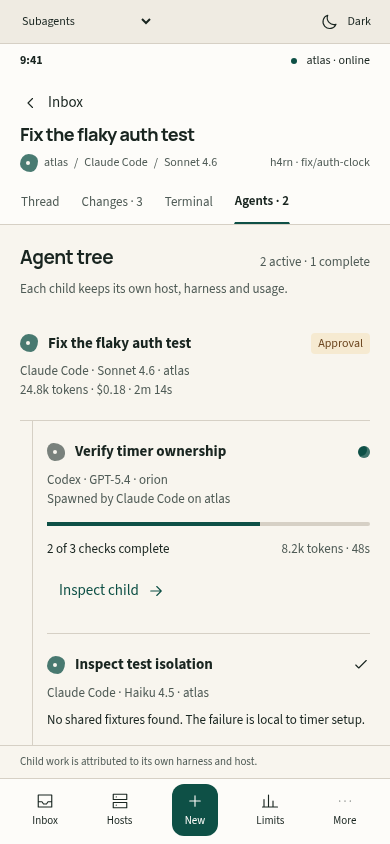 Subagents
Dark
9:41
atlas · online
Inbox
Fix the flaky auth test
atlas / Claude Code / Sonnet 4.6
h4rn · fix/auth-clock
Thread
Changes · 3
Terminal
Agents · 2
Agent tree
2 active · 1 complete
Each child keeps its own host, harness and usage.
Fix the flaky auth test
Approval
Claude Code · Sonnet 4.6 · atlas
24.8k tokens · $0.18 · 2m 14s
Verify timer ownership
Codex · GPT-5.4 · orion
Spawned by Claude Code on atlas
2 of 3 checks complete
8.2k tokens · 48s
Inspect child
Inspect test isolation
Claude Code · Haiku 4.5 · atlas
No shared fixtures found. The failure is local to timer setup.
Child work is attributed to its own harness and host.
Inbox
Hosts
New
Limits
More